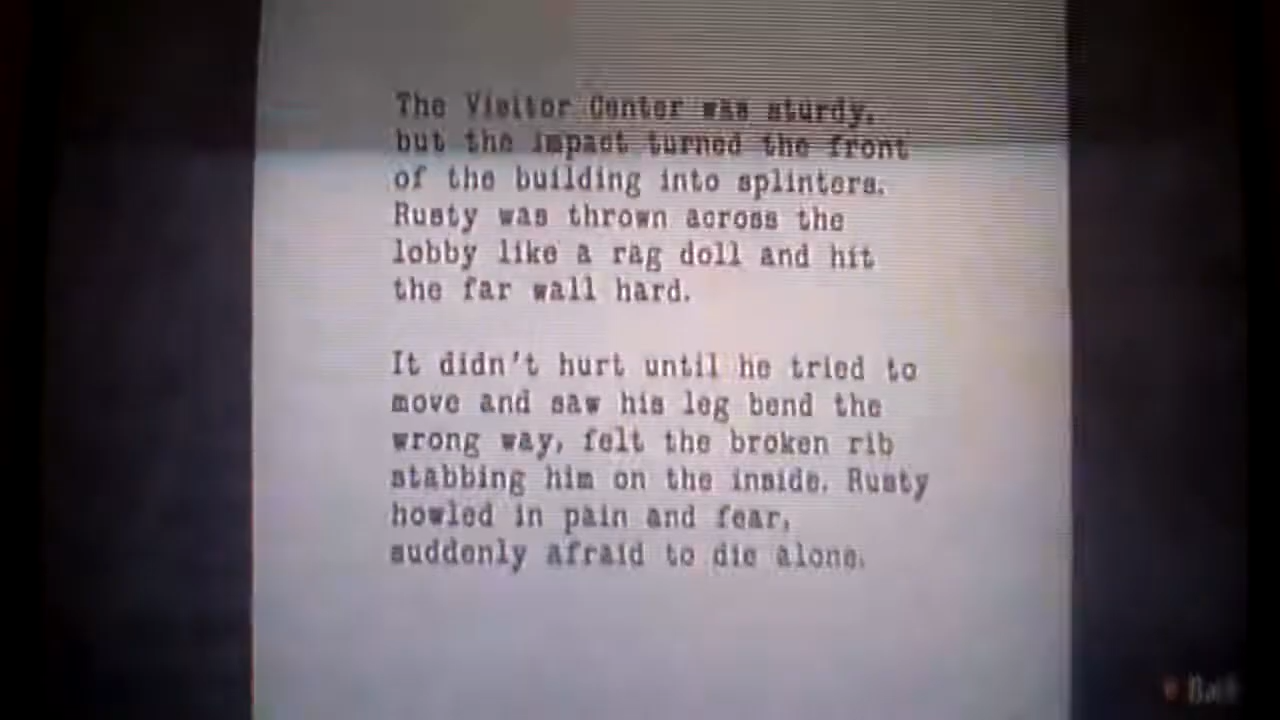 The Visitor Center was sturdy,
but the impact turned the front
of the building into splinters.
Rusty was thrown across the
lobby like a rag doll and hit
the far wall hard.
It didn't hurt until he tried to
move and saw his leg bend the
wrong way, felt the broken rib
stabbing him on the inside. Rusty
howled in pain and fear,
suddenly afraid to die alone.
Back